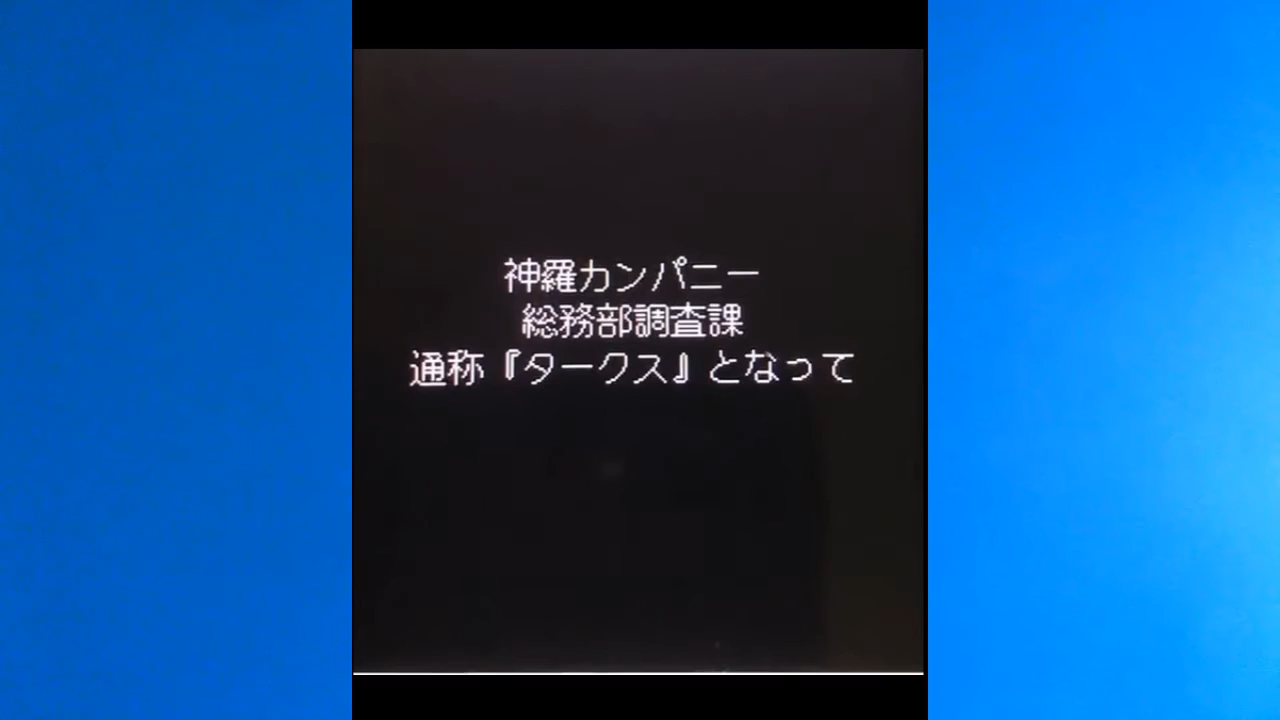 神羅カンパニー
総務部調査課
通称『タークス』となって